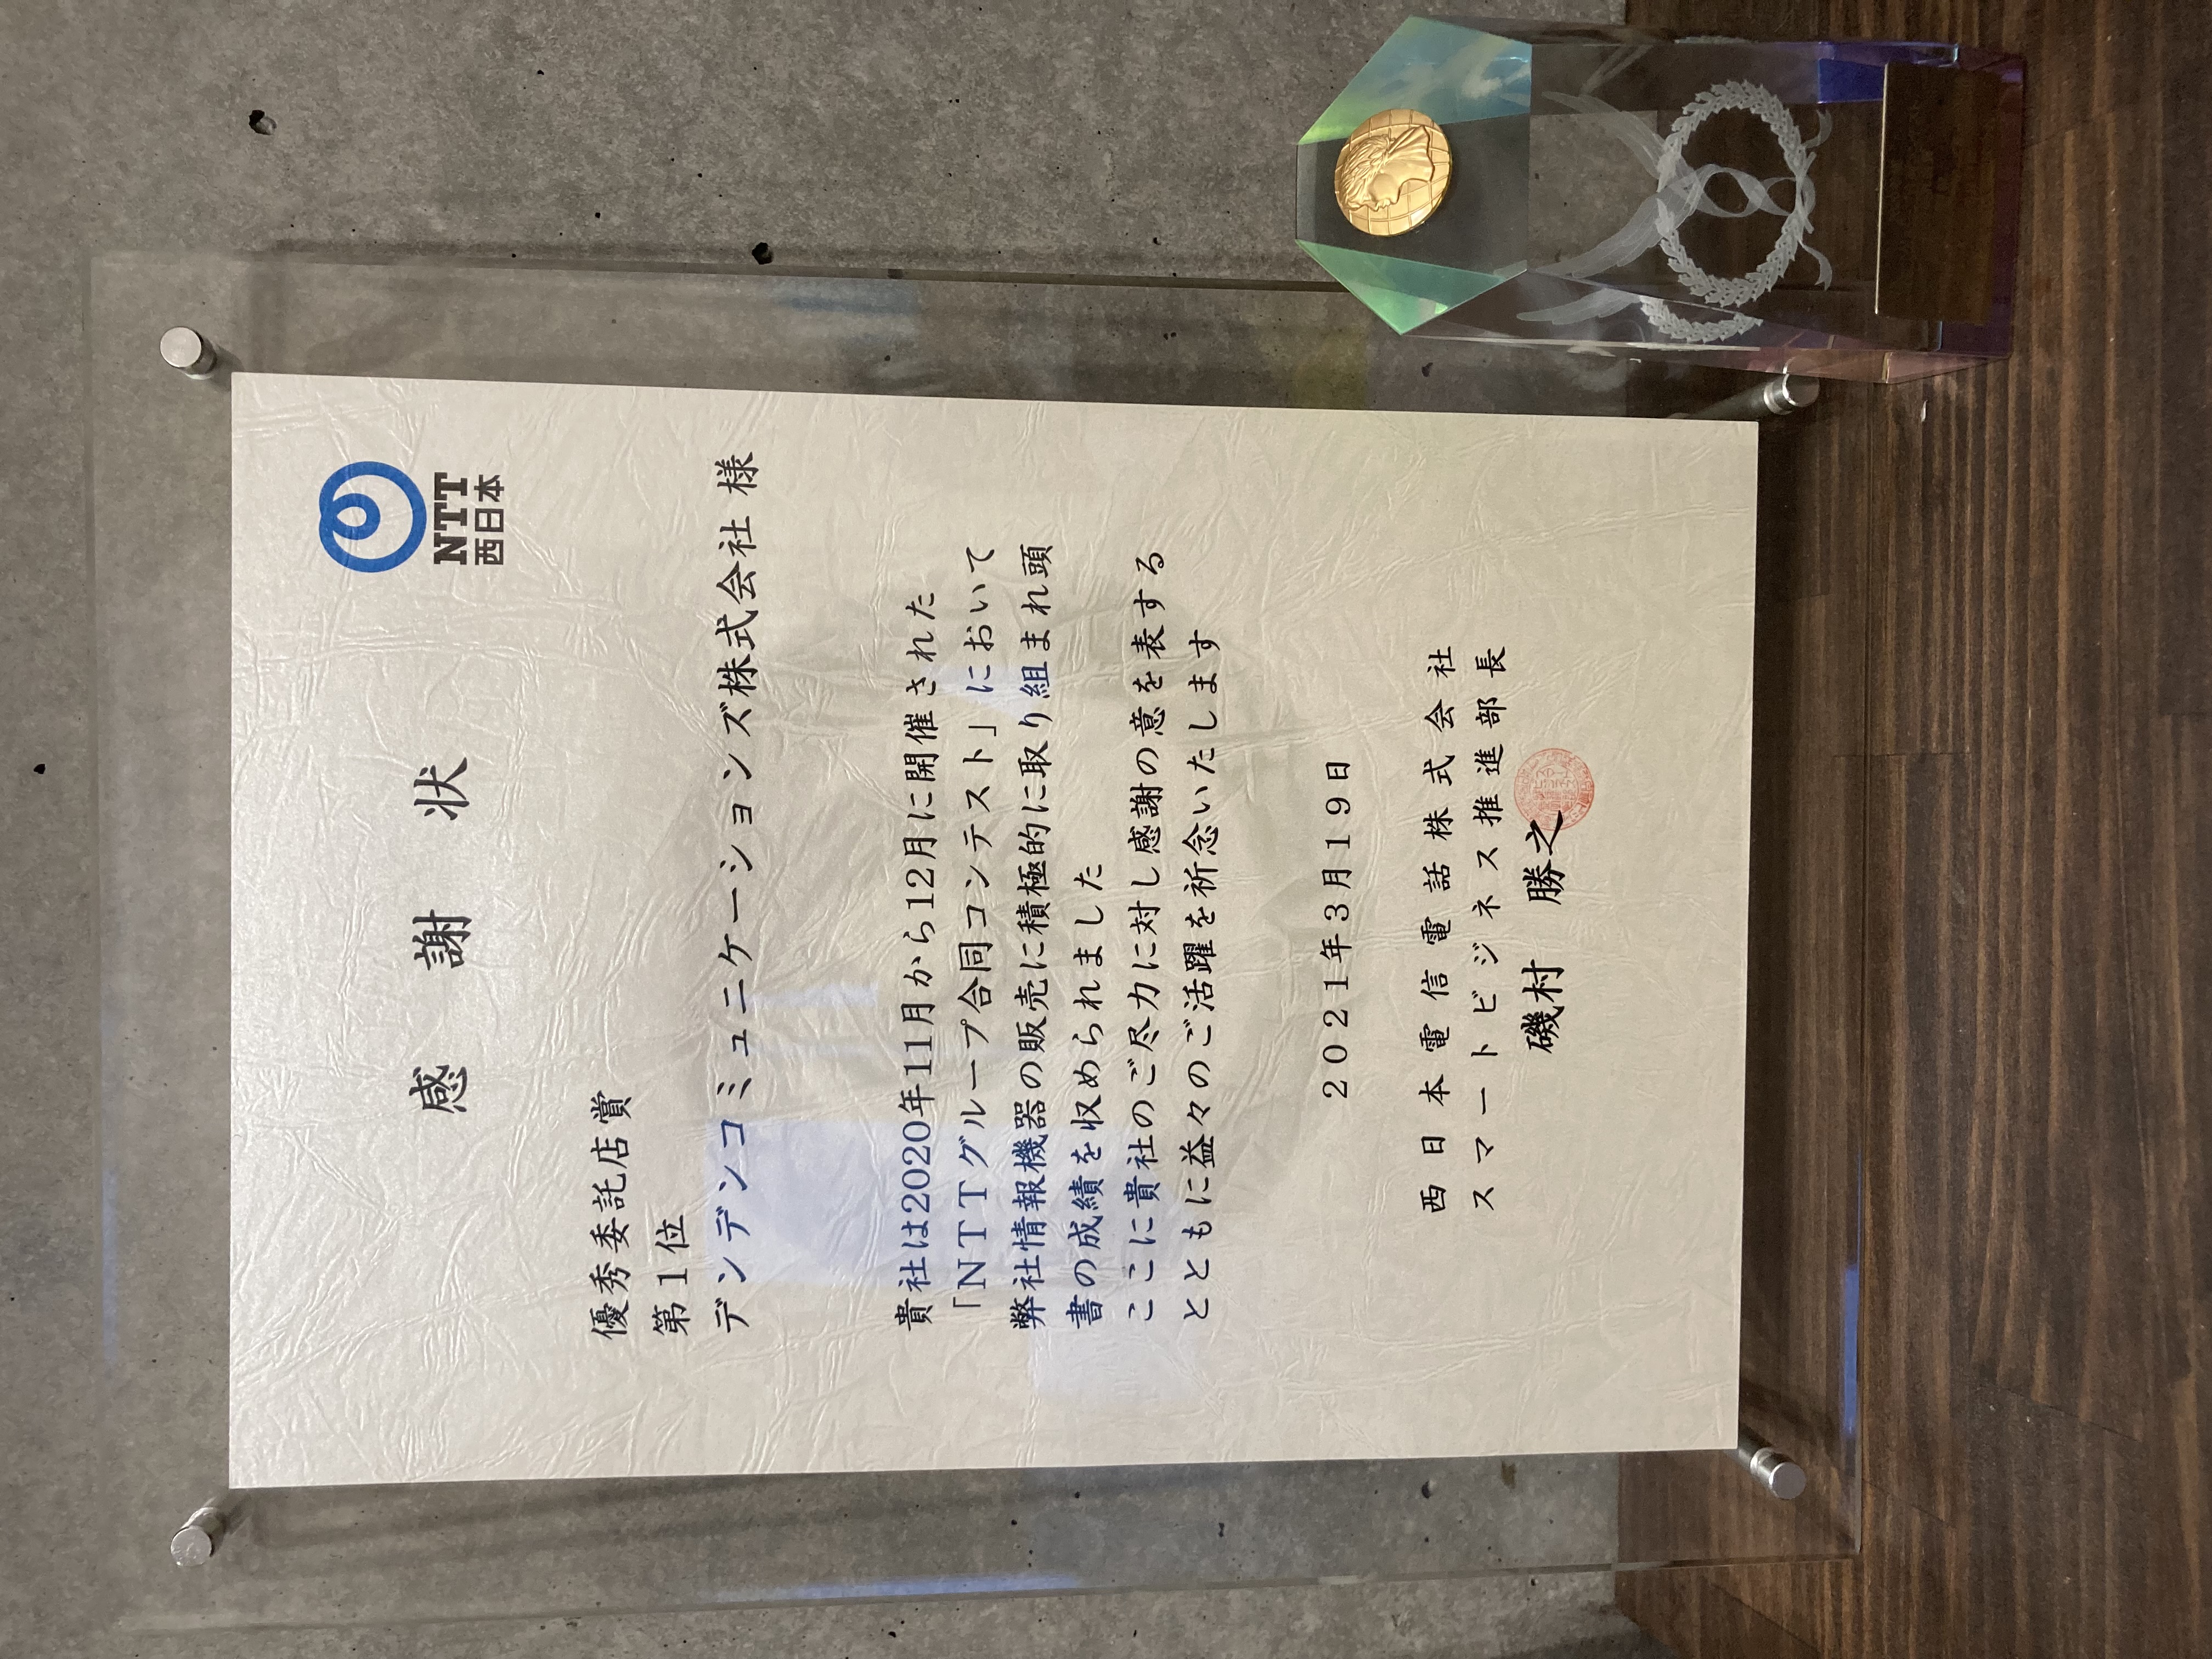 NTT
西日本
感謝状
優秀委託店賞
第1位
デンデンコミュニケーションズ株式会社 様
貴社は2020年11月から12月に開催された
「NTTグループ合同コンテスト」において
弊社情報機器の販売に積極的に取り組まれ頭
書の成績を収められました
ここに貴社のご尽力に対し感謝の意を表する
とともに益々のご活躍を祈念いたします
2021年3月19日
西日本電信電話株式会社
スマートビジネス推進部長
磯村 勝之